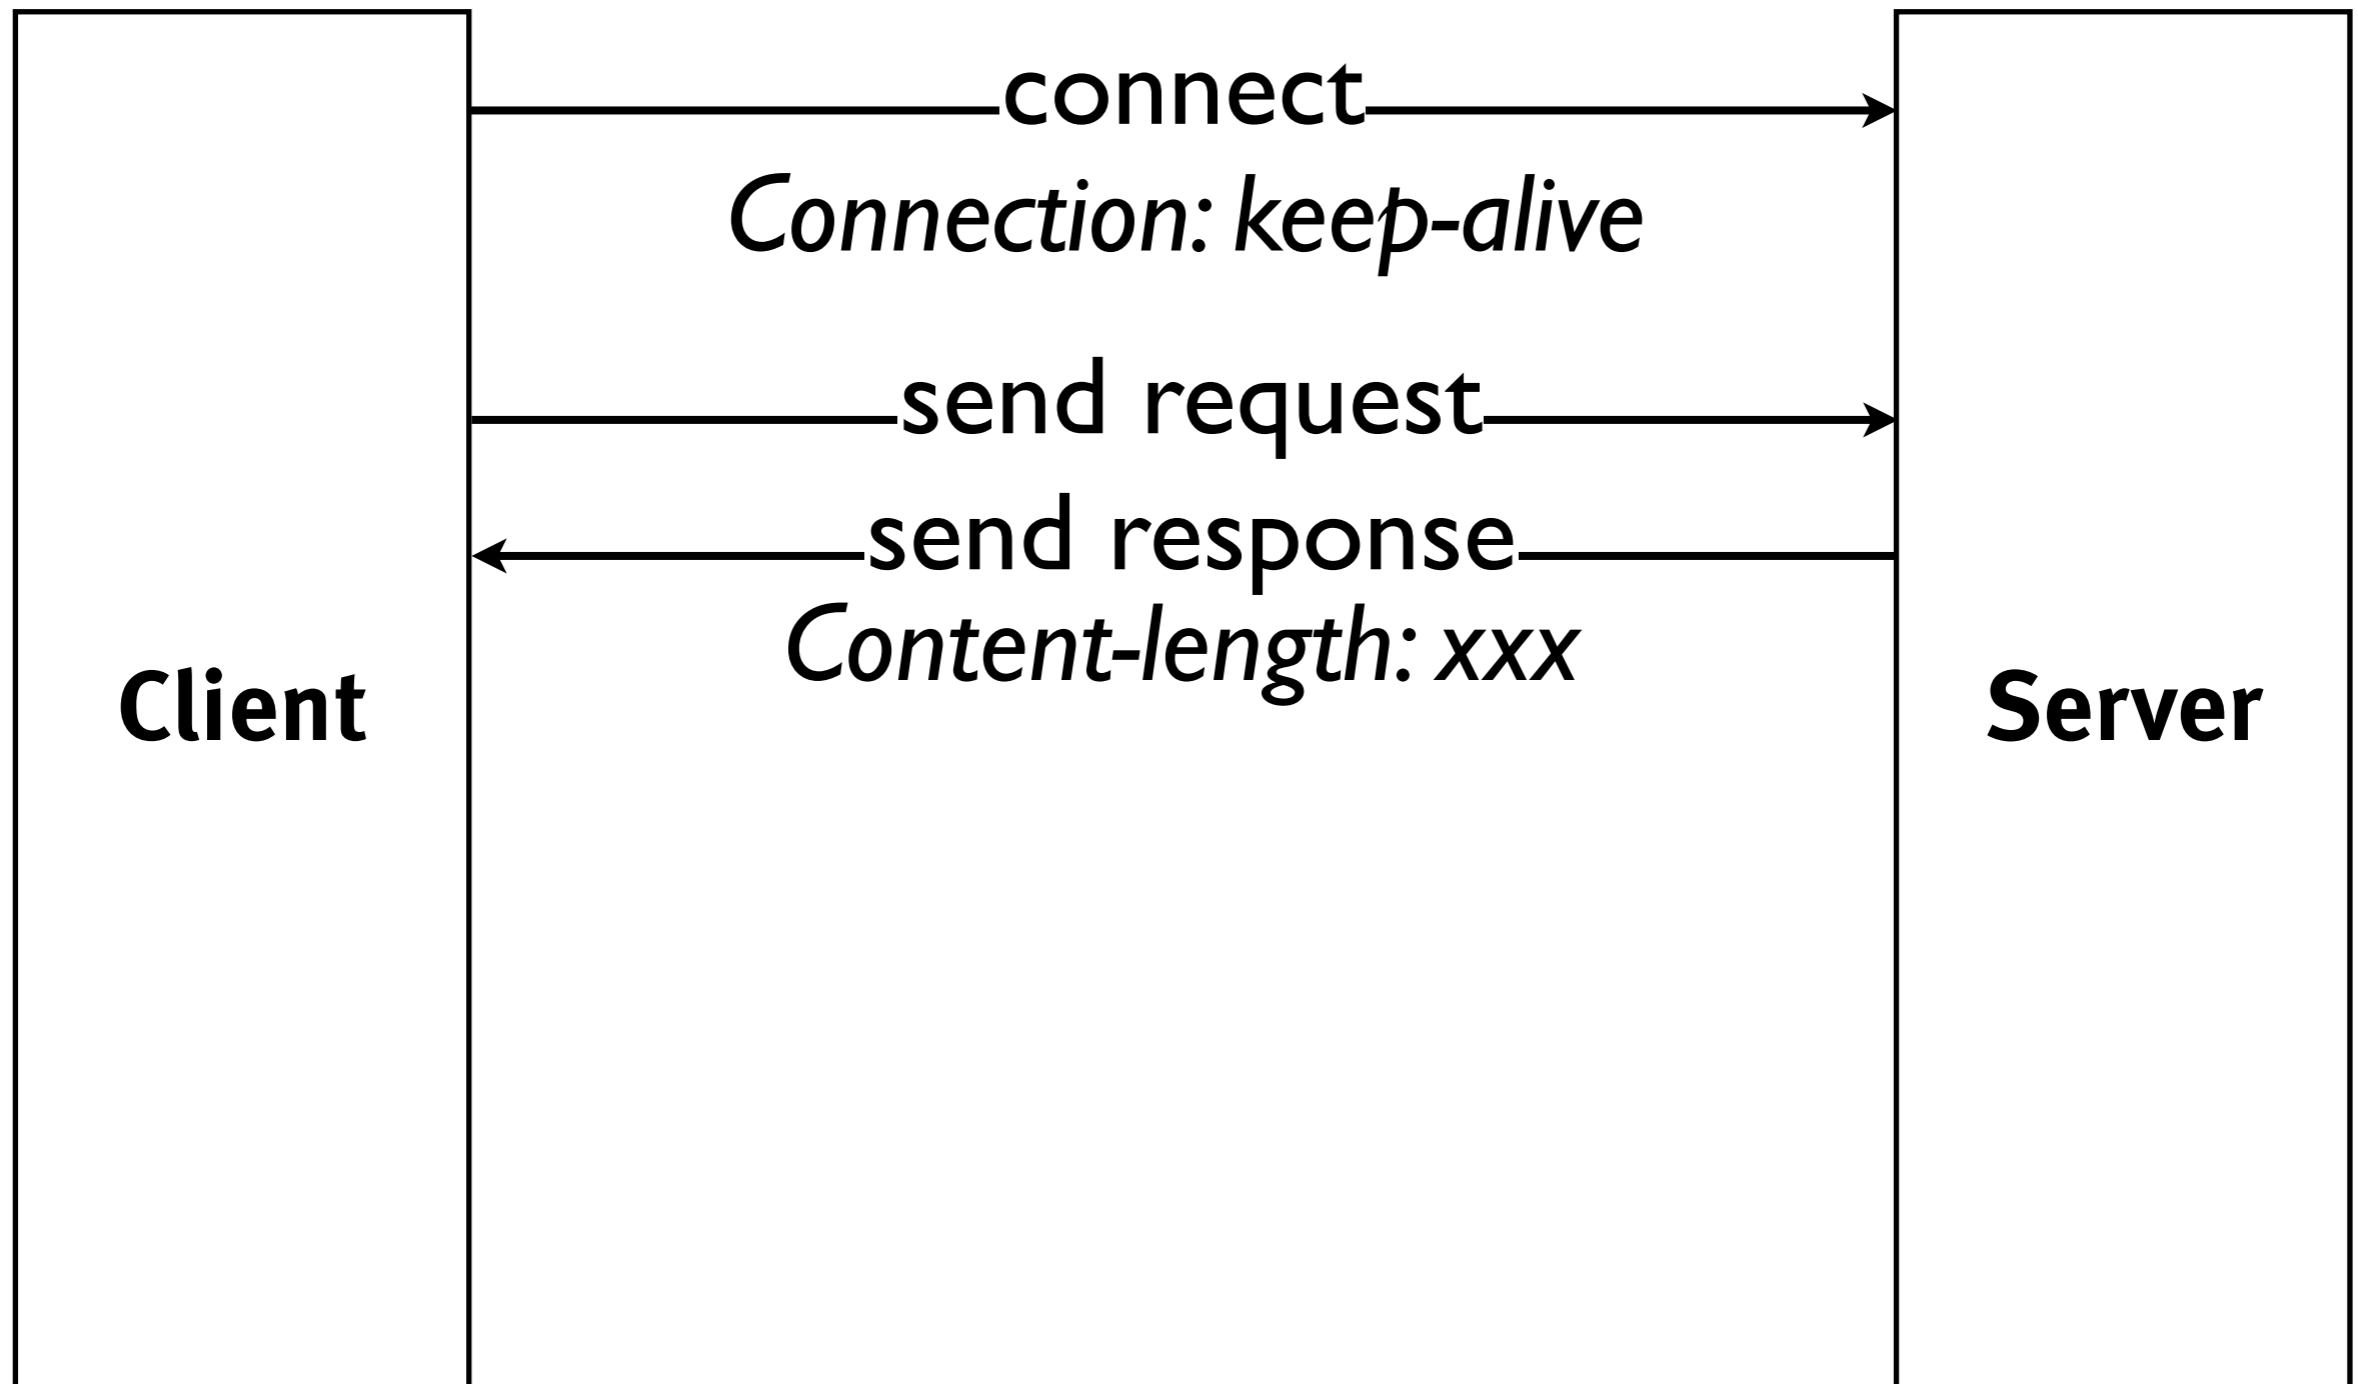 connect
Connection: keep-alive
send request
send response
Content-length: xxx
Client
Server